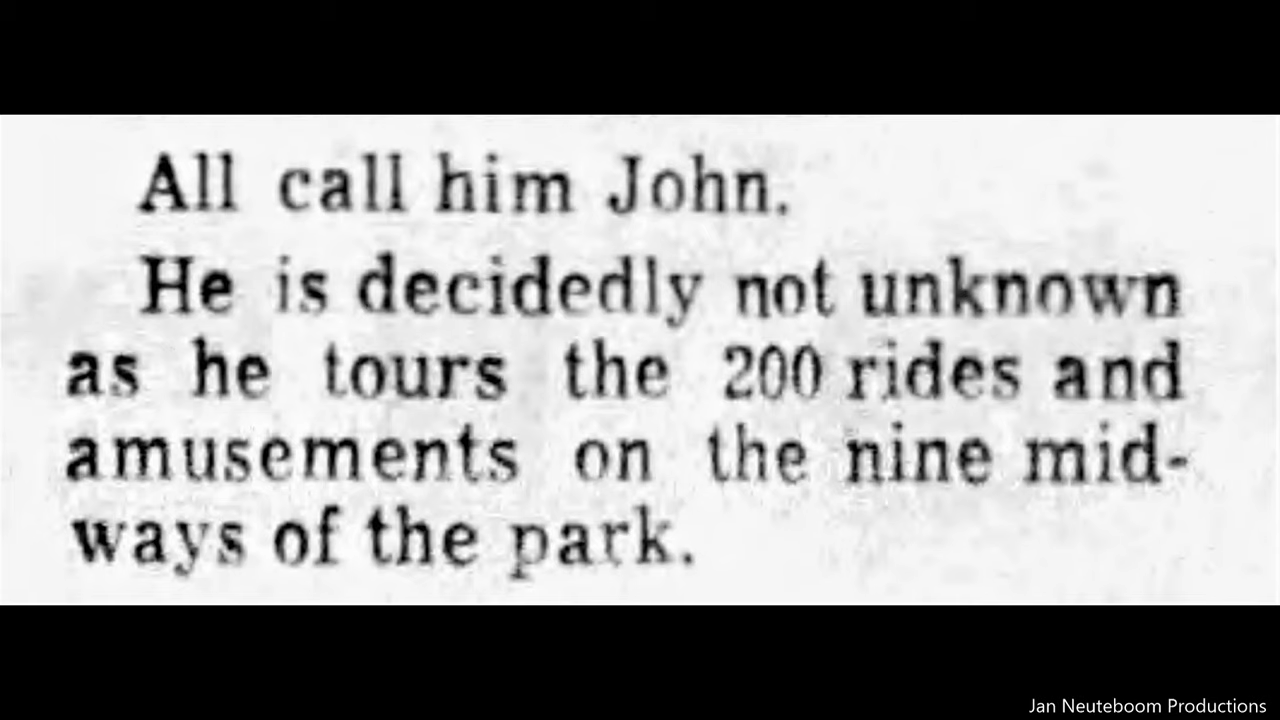 All call him John.
He is decidedly not unknown
as he tours the 200 rides and
amusements on the nine mid-
ways of the park.
Jan Neuteboom Productions